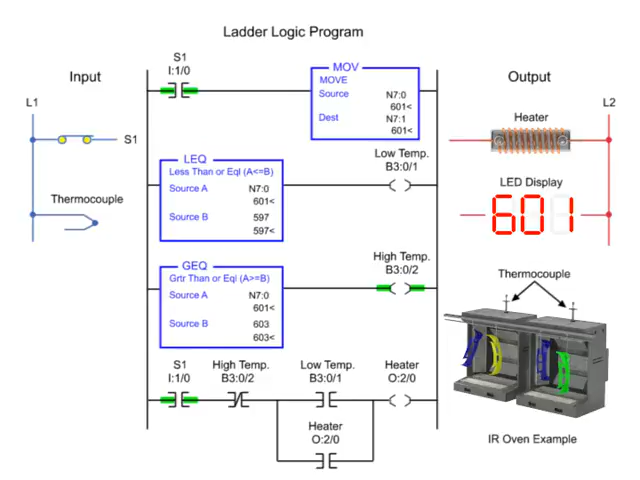 Ladder Logic Program
Input
Output
L1
S1
Thermocouple
S1
I:1/0
MOV
MOVE
Source N7:0
601<
Dest N7:1
601<
LEQ
Less Than or Eql (A<=B)
Source A N7:0
601<
Source B 597
597<
Low Temp.
B3:0/1
GEQ
Grtr Than or Eql (A>=B)
Source A N7:0
601<
Source B 603
603<
High Temp.
B3:0/2
S1
I:1/0
High Temp.
B3:0/2
Low Temp.
B3:0/1
Heater
O:2/0
Heater
O:2/0
L2
Heater
LED Display
601
Thermocouple
IR Oven Example